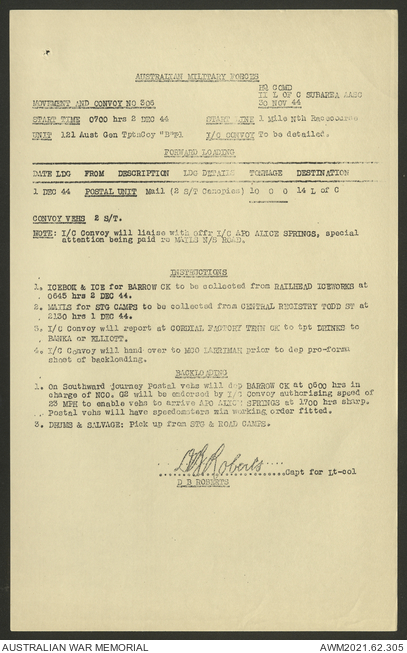 AUSTRALIAN MILITARY FORCES
HQ COMD
11 L OF C SUBAREA AASC
30 NOV 44
MOVEMENT AND CONVOY NO 306
START TIME 0700 hrs 2 DEC 44 START LINE 1 Mile Nth Racecourse
UNIT 121 Aust Gen TptnCoy "B"Pl I/C CONVOY To be detailed.
FORWARD LOADING
DATE LDG FROM DESCRIPTION LDG DETAILS TONNAGE DESTINATION
1 DEC 44 POSTAL UNIT Mail (2 S/T Canopies) 10 0 0 14 L of C
CONVOY VEHS 2 S/T.
NOTE: I/C Convoy will liaise with offr I/C APO ALICE SPRINGS, special
attention being paid re MAILS N/S ROAD.
INSTRUCTIONS
1. ICEBOX & ICE for BARROW CK to be collected from RAILHEAD ICEWORKS at
0645 hrs 2 DEC 44.
2. MAILS for STG CAMPS to be collected from CENTRAL REGISTRY TODD ST at
2130 hrs 1 DEC 44.
3. I/C Convoy will report at CORDIAL FACTORY TENN CK to tpt DRINKS to
BANKA or ELLIOTT.
4. I/C Convoy will hand over to MCO LARRIMAH prior to dep pro-forma
sheet of backloading.
BACKLOADING
1. On Southward journey Postal vehs will dep BARROW CK at 0600 hrs in
charge of NCO. G2 will be endorsed by I/C Convoy authorising speed of
23 MPH to enable vehs to arrive APO ALICE SPRINGS at 1700 hrs sharp.
Postal vehs will have speedometers in working order fitted.
3. DRUMS & SALVAGE: Pick up from STG & ROAD CAMPS.
D B Roberts Capt for Lt-col
D B ROBERTS
AUSTRALIAN WAR MEMORIAL AWM2021.62.305